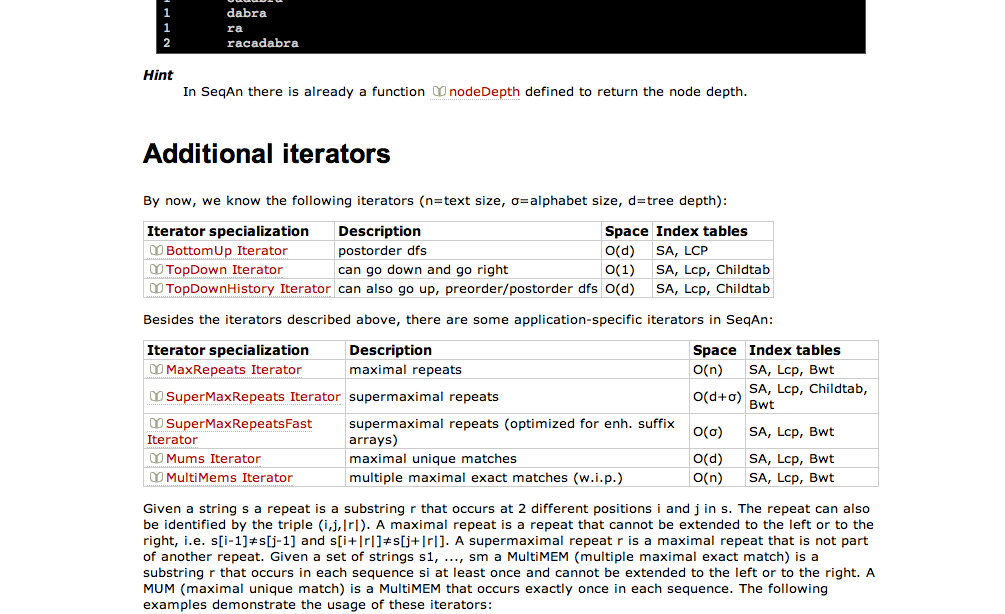 1 dabra
1 ra
2 racadabra
Hint
In SeqAn there is already a function nodeDepth defined to return the node depth.
Additional iterators
By now, we know the following iterators (n=text size, σ=alphabet size, d=tree depth):
Iterator specialization Description Space Index tables
BottomUp Iterator postorder dfs O(d) SA, LCP
TopDown Iterator can go down and go right O(1) SA, Lcp, Childtab
TopDownHistory Iterator can also go up, preorder/postorder dfs O(d) SA, Lcp, Childtab
Besides the iterators described above, there are some application-specific iterators in SeqAn:
Iterator specialization Description Space Index tables
MaxRepeats Iterator maximal repeats O(n) SA, Lcp, Bwt
SuperMaxRepeats Iterator supermaximal repeats O(d+σ) SA, Lcp, Childtab,
Bwt
SuperMaxRepeatsFast
Iterator
supermaximal repeats (optimized for enh. suffix
arrays)
O(σ) SA, Lcp, Bwt
Mums Iterator maximal unique matches O(d) SA, Lcp, Bwt
MultiMems Iterator multiple maximal exact matches (w.i.p.) O(n) SA, Lcp, Bwt
Given a string s a repeat is a substring r that occurs at 2 different positions i and j in s. The repeat can also
be identified by the triple (i,j,|r|). A maximal repeat is a repeat that cannot be extended to the left or to the
right, i.e. s[i-1]≠s[j-1] and s[i+|r|]≠s[j+|r|]. A supermaximal repeat r is a maximal repeat that is not part
of another repeat. Given a set of strings s1, ..., sm a MultiMEM (multiple maximal exact match) is a
substring r that occurs in each sequence si at least once and cannot be extended to the left or to the right. A
MUM (maximal unique match) is a MultiMEM that occurs exactly once in each sequence. The following
examples demonstrate the usage of these iterators: